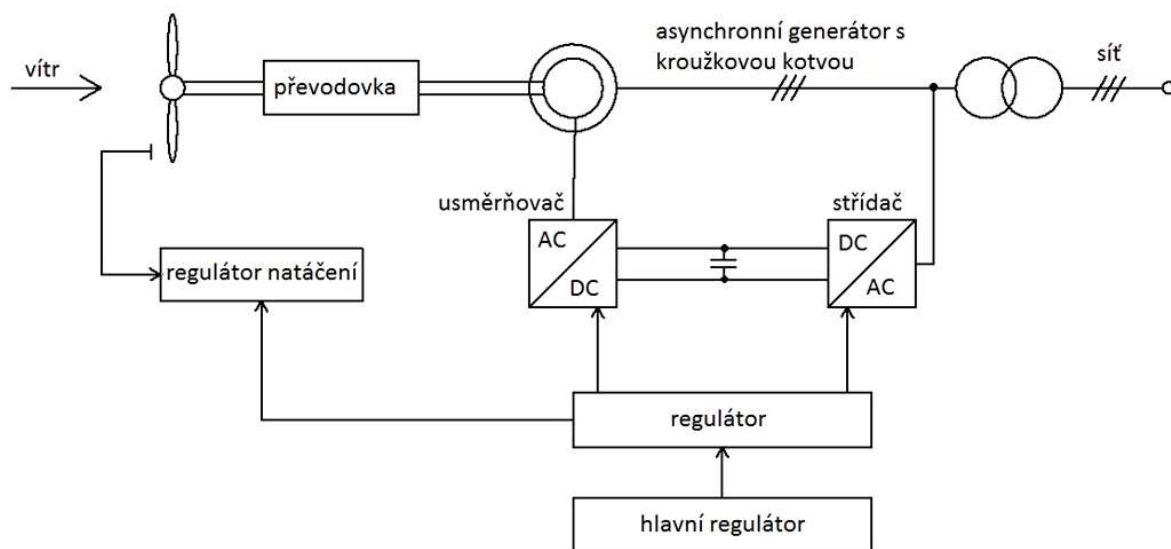 vítr
převodovka
asynchronní generátor s
kroužkovou kotvou
síť
usměrňovač
střídač
AC
DC
DC
AC
regulátor natáčení
regulátor
hlavní regulátor